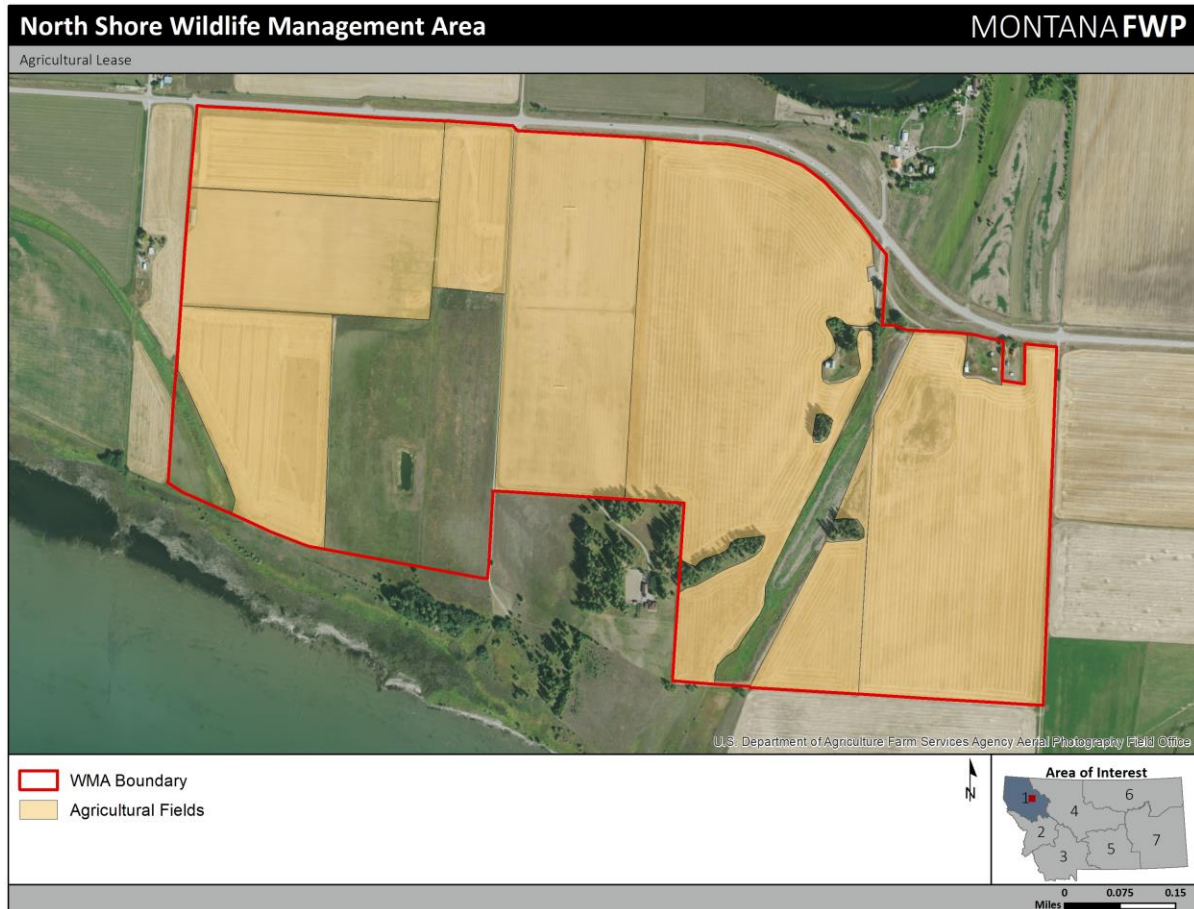 North Shore Wildlife Management Area
MONTANA FWP
Agricultural Lease
U.S. Department of Agriculture Farm Services Agency Aerial Photography Field Office
WMA Boundary
Agricultural Fields
N
Area of Interest
1
4
6
2
3
5
7
0 0.075 0.15
Miles